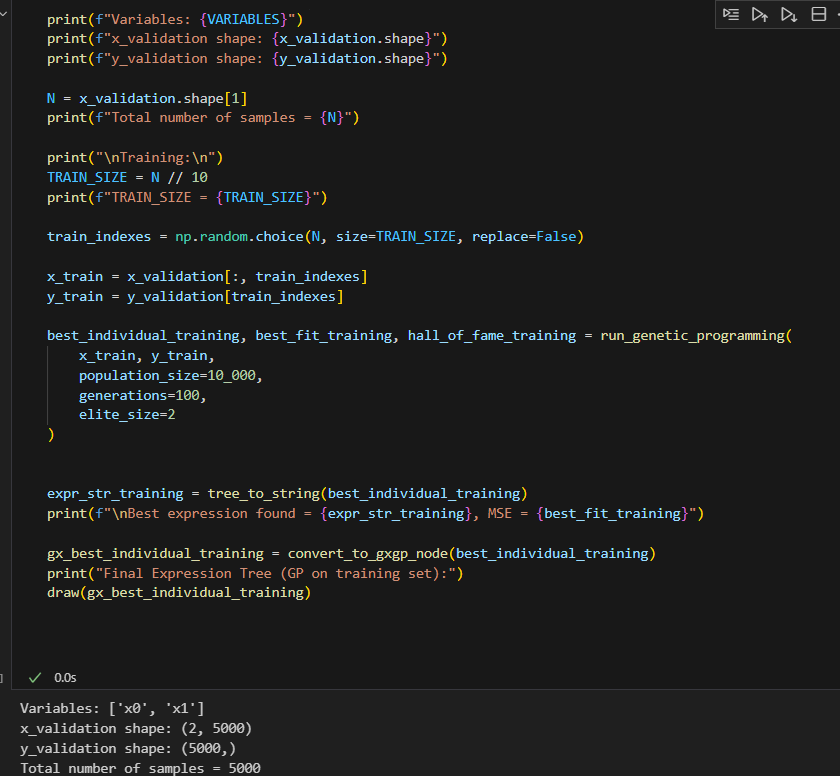 print(f"Variables: {VARIABLES}")
print(f"x_validation shape: {x_validation.shape}")
print(f"y_validation shape: {y_validation.shape}")
N = x_validation.shape[1]
print(f"Total number of samples = {N}")
print("\nTraining:\n")
TRAIN_SIZE = N // 10
print(f"TRAIN_SIZE = {TRAIN_SIZE}")
train_indexes = np.random.choice(N, size=TRAIN_SIZE, replace=False)
x_train = x_validation[:, train_indexes]
y_train = y_validation[train_indexes]
best_individual_training, best_fit_training, hall_of_fame_training = run_genetic_programming(
    x_train, y_train,
    population_size=10_000,
    generations=100,
    elite_size=2
)
expr_str_training = tree_to_string(best_individual_training)
print(f"\nBest expression found = {expr_str_training}, MSE = {best_fit_training}")
gx_best_individual_training = convert_to_gxgp_node(best_individual_training)
print("Final Expression Tree (GP on training set):")
draw(gx_best_individual_training)
] 0.0s
Variables: ['x0', 'x1']
x_validation shape: (2, 5000)
y_validation shape: (5000,)
Total number of samples = 5000